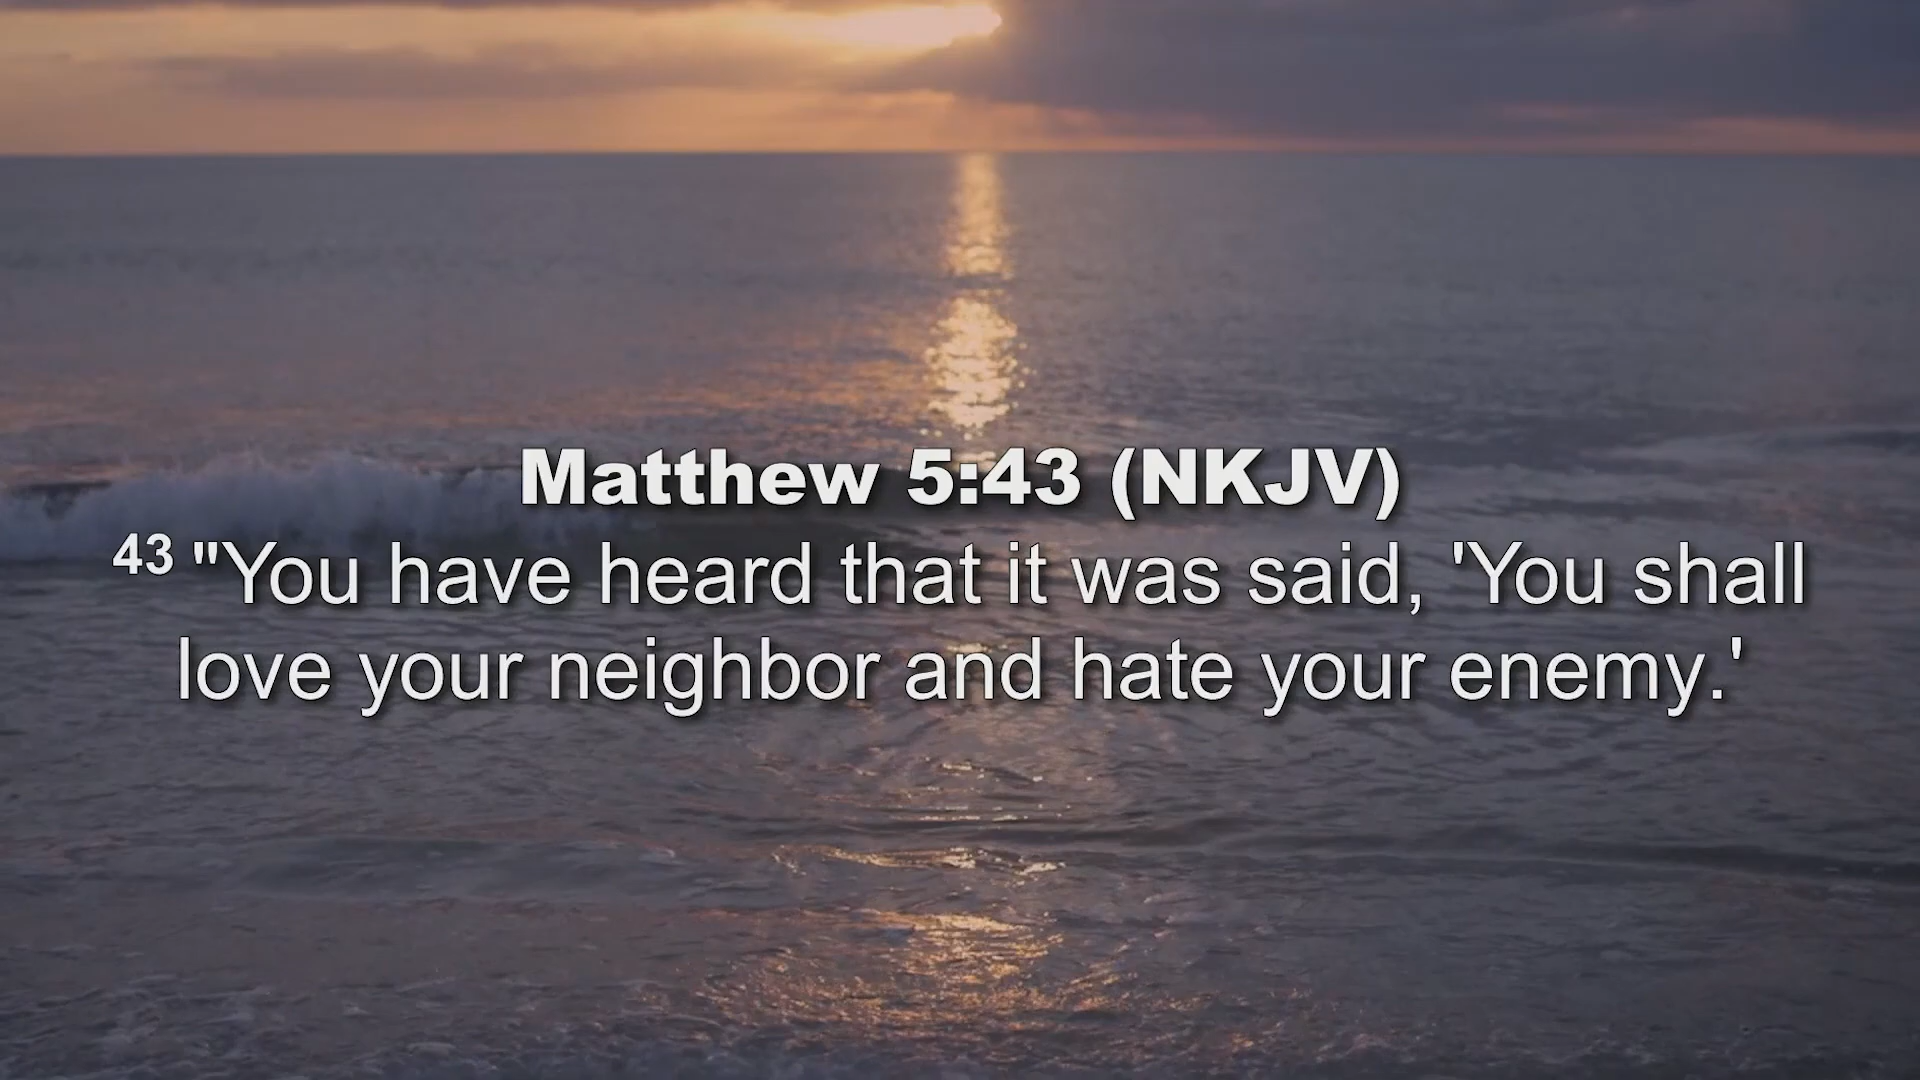 Matthew 5:43 (NKJV)
43 "You have heard that it was said, 'You shall
love your neighbor and hate your enemy.'